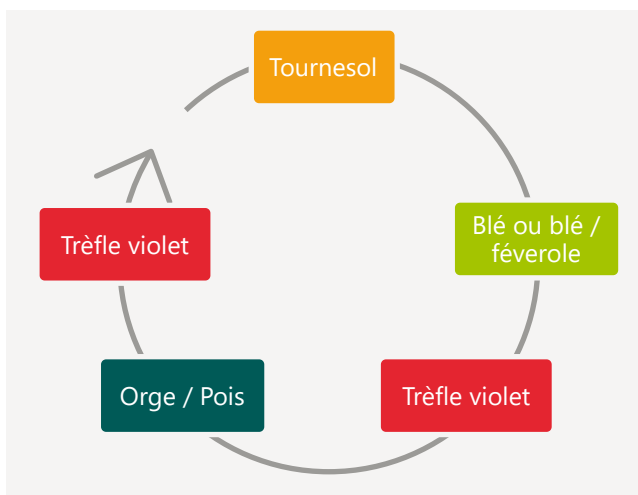 Tournesol
Blé ou blé /
féverole
Trèfle violet
Orge / Pois
Trèfle violet